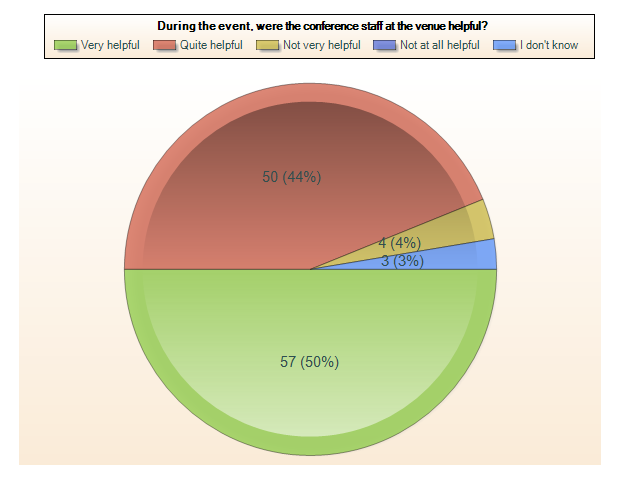 During the event, were the conference staff at the venue helpful?
Very helpful Quite helpful Not very helpful Not at all helpful I don't know
50 (44%)
4 (4%)
3 (3%)
57 (50%)